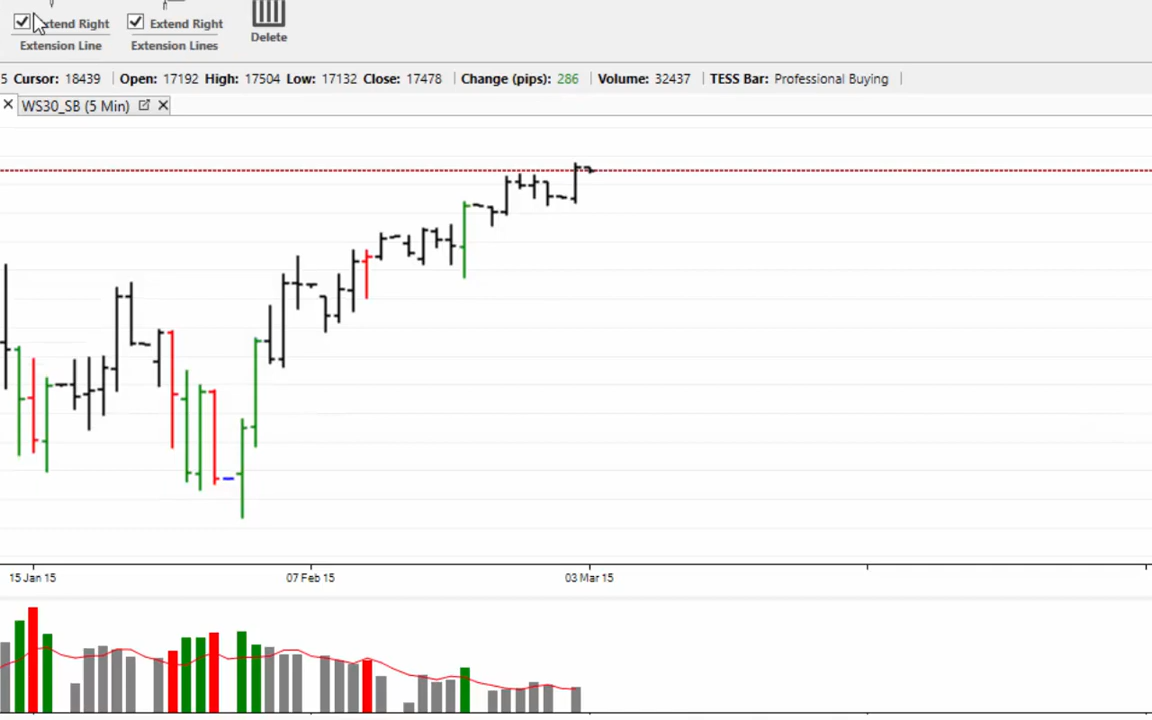 Extend Right Extend Right
Extension Line Extension Lines Delete
5 Cursor: 18439 Open: 17192 High: 17504 Low: 17132 Close: 17478 Change (pips): 286 Volume: 32437 TESS Bar: Professional Buying
WS30_SB (5 Min)
15 Jan 15 07 Feb 15 03 Mar 15